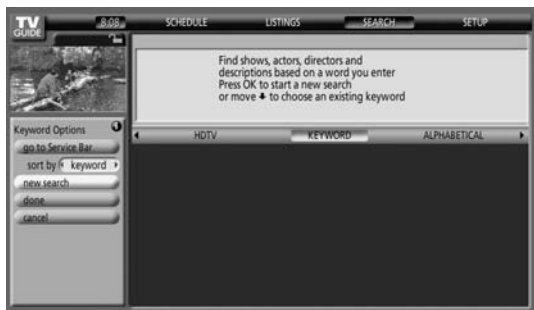 TV GUIDE
8:08
SCHEDULE LISTINGS SEARCH SETUP
Find shows, actors, directors and
descriptions based on a word you enter
Press OK to start a new search
or move ↓ to choose an existing keyword
Keyword Options
HDTV KEYWORD ALPHABETICAL
go to Service Bar
sort by keyword
new search
done
cancel